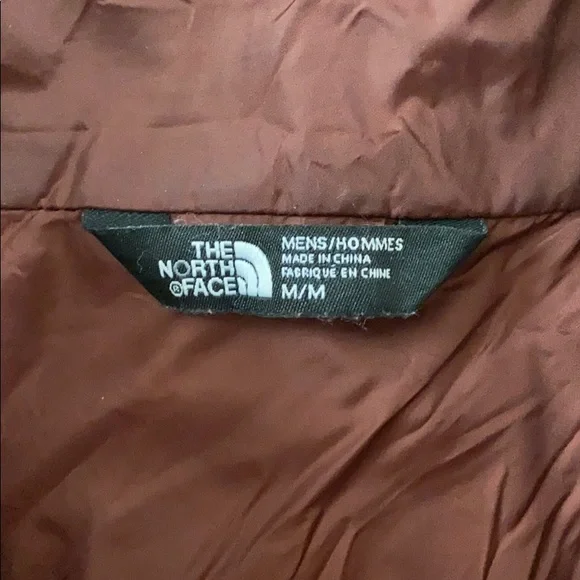 THE
NORTH
®FACE
MENS/HOMMES
MADE IN CHINA
FABRIQUÉ EN CHINE
M/M